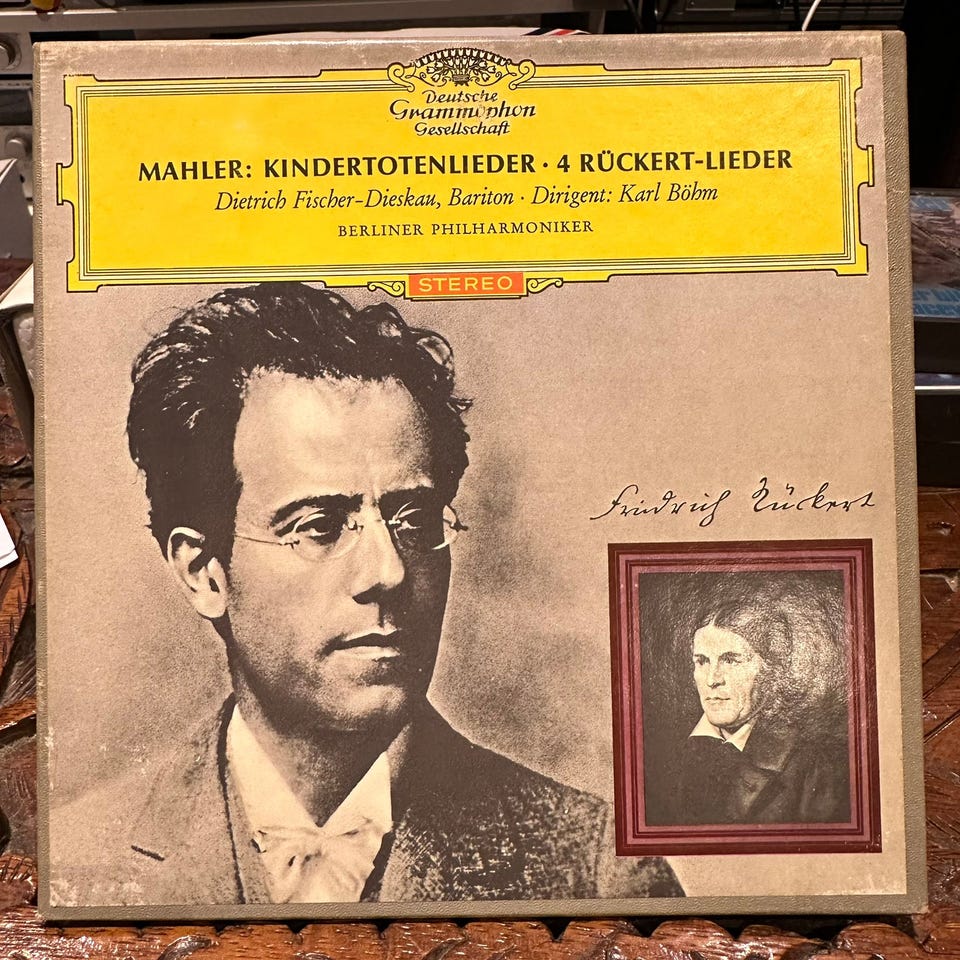 Deutsche
Grammophon
Gesellschaft
MAHLER: KINDERTOTENLIEDER · 4 RÜCKERT-LIEDER
Dietrich Fischer-Dieskau, Bariton · Dirigent: Karl Böhm
BERLINER PHILHARMONIKER
STEREO
Friedrich Rückert